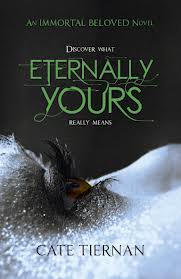 AN IMMORTAL BELOVED NOVEL
DISCOVER WHAT
ETERNALLY
YOURS
REALLY MEANS
CATE TIERNAN